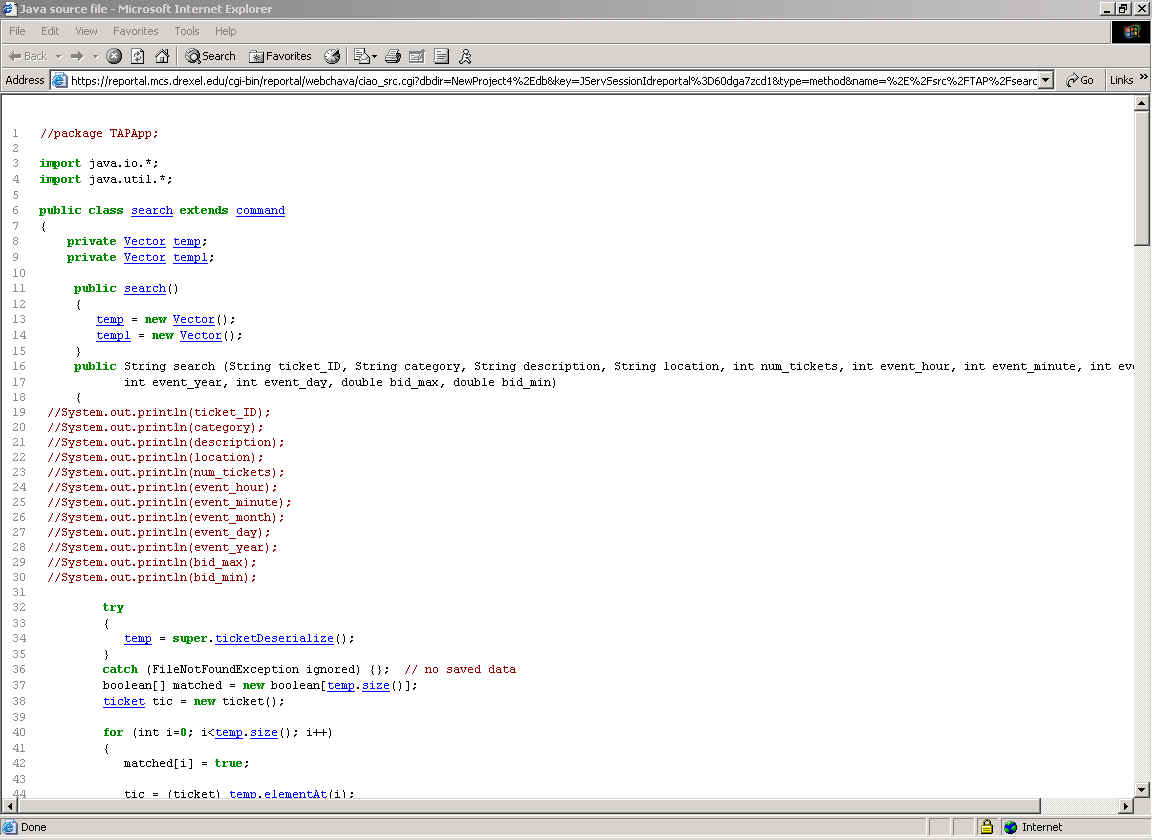 Java source file - Microsoft Internet Explorer
File Edit View Favorites Tools Help
Back Search Favorites
Address https://reportal.mcs.drexel.edu/cgi-bin/reportal/webchava/ciao_src.cgi?dbdir=NewProject4%2Edb&key=JServSessionIdreportal%3D60dga7zcd1&type=method&name=%2E%2Fsrc%2FTAP%2Fsearc Go Links »
1 //package TAPApp;
2
3 import java.io.*;
4 import java.util.*;
5
6 public class search extends command
7 {
8 private Vector temp;
9 private Vector temp1;
10
11 public search()
12 {
13 temp = new Vector();
14 temp1 = new Vector();
15 }
16 public String search (String ticket_ID, String category, String description, String location, int num_tickets, int event_hour, int event_minute, int eve
17 int event_year, int event_day, double bid_max, double bid_min)
18 {
19 //System.out.println(ticket_ID);
20 //System.out.println(category);
21 //System.out.println(description);
22 //System.out.println(location);
23 //System.out.println(num_tickets);
24 //System.out.println(event_hour);
25 //System.out.println(event_minute);
26 //System.out.println(event_month);
27 //System.out.println(event_day);
28 //System.out.println(event_year);
29 //System.out.println(bid_max);
30 //System.out.println(bid_min);
31
32 try
33 {
34 temp = super.ticketDeserialize();
35 }
36 catch (FileNotFoundException ignored) {}; // no saved data
37 boolean[] matched = new boolean[temp.size()];
38 ticket tic = new ticket();
39
40 for (int i=0; i<temp.size(); i++)
41 {
42 matched[i] = true;
43
44 tic = (ticket) temp.elementAt(i);
Done Internet